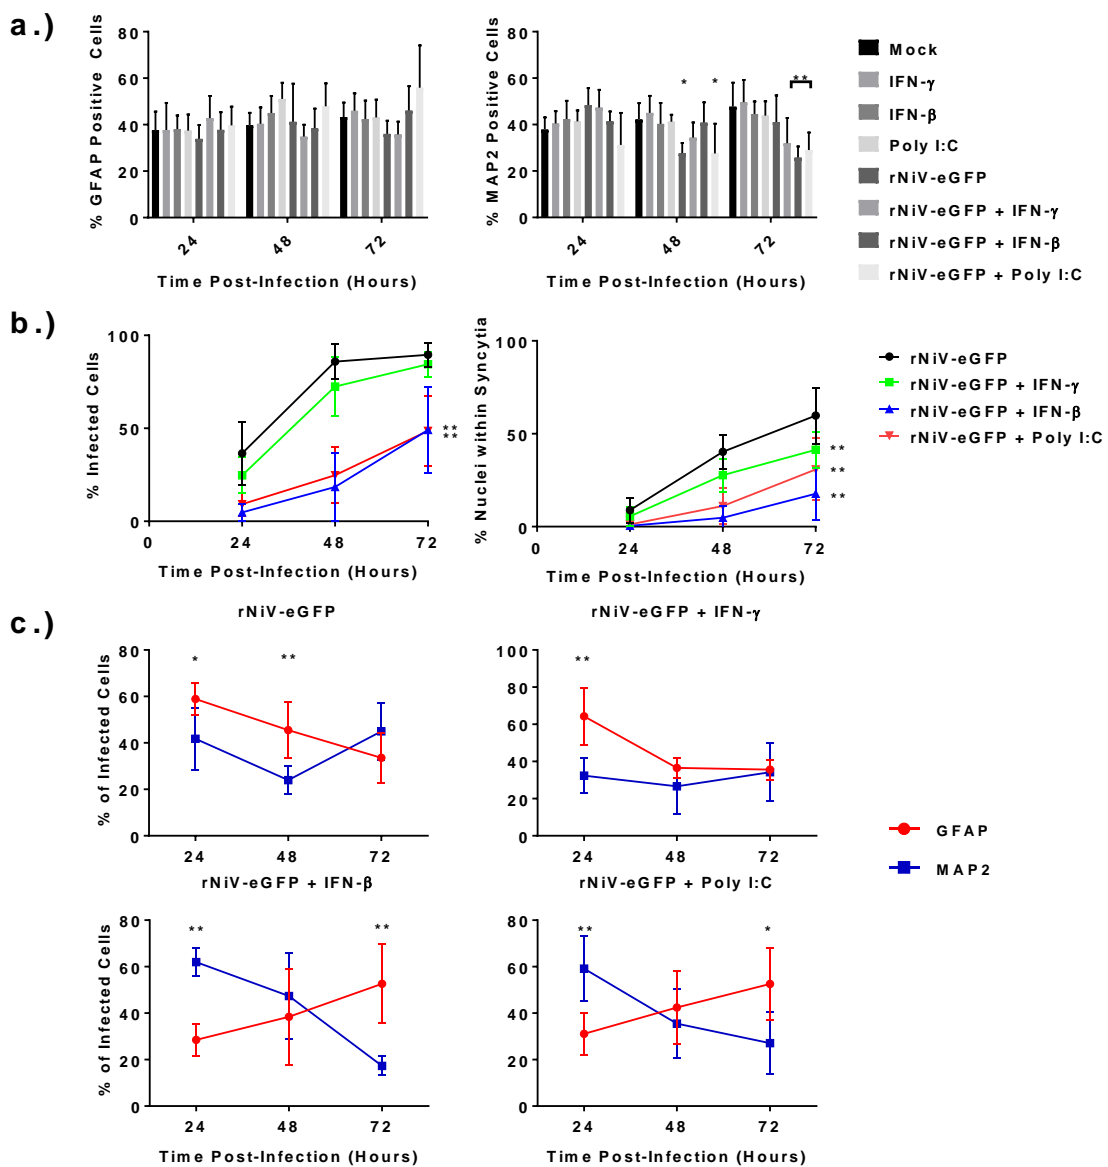 a.)
% GFAP Positive Cells
80
60
40
20
0
24
48
72
Time Post-Infection (Hours)
% MAP2 Positive Cells
80
60
40
20
0
*
*
**
24
48
72
Time Post-Infection (Hours)
Mock
IFN-γ
IFN-β
Poly I:C
rNiV-eGFP
rNiV-eGFP + IFN-γ
rNiV-eGFP + IFN-β
rNiV-eGFP + Poly I:C
b.)
% Infected Cells
100
50
0
**
**
0
24
48
72
Time Post-Infection (Hours)
% Nuclei within Syncytia
100
50
0
**
**
**
0
24
48
72
Time Post-Infection (Hours)
rNiV-eGFP
rNiV-eGFP + IFN-γ
rNiV-eGFP + IFN-β
rNiV-eGFP + Poly I:C
c.)
rNiV-eGFP
% of Infected Cells
80
60
40
20
0
*
**
24
48
72
rNiV-eGFP + IFN-γ
100
80
60
40
20
0
**
24
48
72
GFAP
MAP2
rNiV-eGFP + IFN-β
% of Infected Cells
80
60
40
20
0
**
**
24
48
72
Time Post-Infection (Hours)
rNiV-eGFP + Poly I:C
80
60
40
20
0
**
*
24
48
72
Time Post-Infection (Hours)